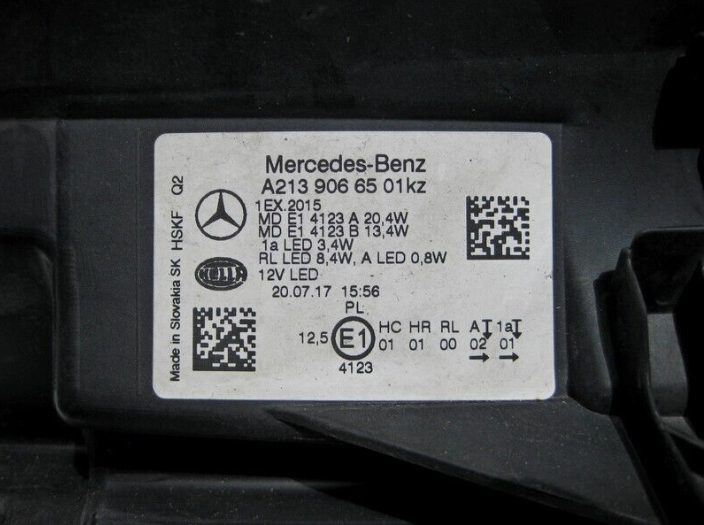 Mercedes-Benz
A213 906 65 01kz
1EX.2015
MD E1 4123 A 20,4W
MD E1 4123 B 13,4W
1a LED 3,4W
RL LED 8,4W, A LED 0,8W
12V LED
HELLA
20.07.17 15:56
PL
12,5 E1 HC HR RL A 1a
01 01 00 02 01
4123
Made in Slovakia SK HSKF Q2